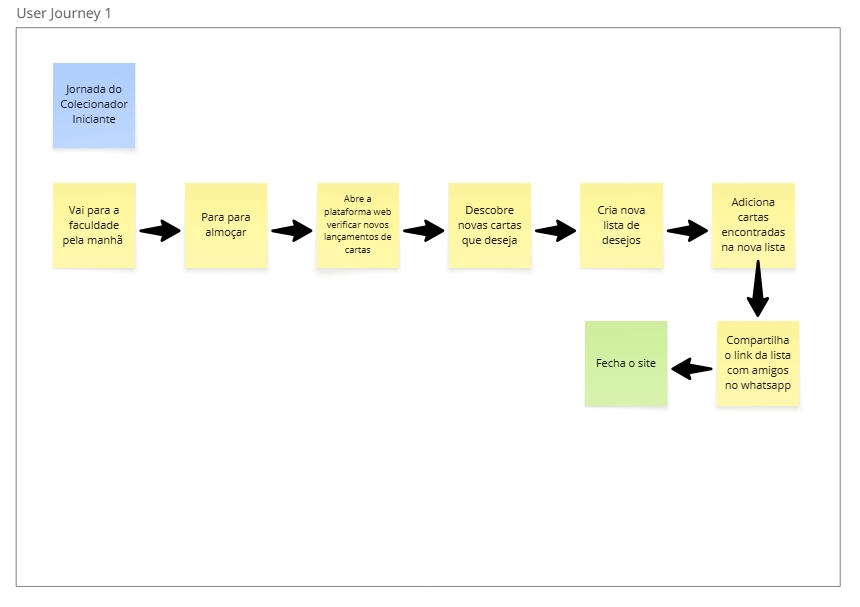 User Journey 1
Jornada do
Colecionador
Iniciante
Vai para a
faculdade
pela manhã
Para para
almoçar
Abre a
plataforma web
verificar novos
lançamentos de
cartas
Descobre
novas cartas
que deseja
Cria nova
lista de
desejos
Adiciona
cartas
encontradas
na nova lista
Compartilha
o link da lista
com amigos
no whatsapp
Fecha o site